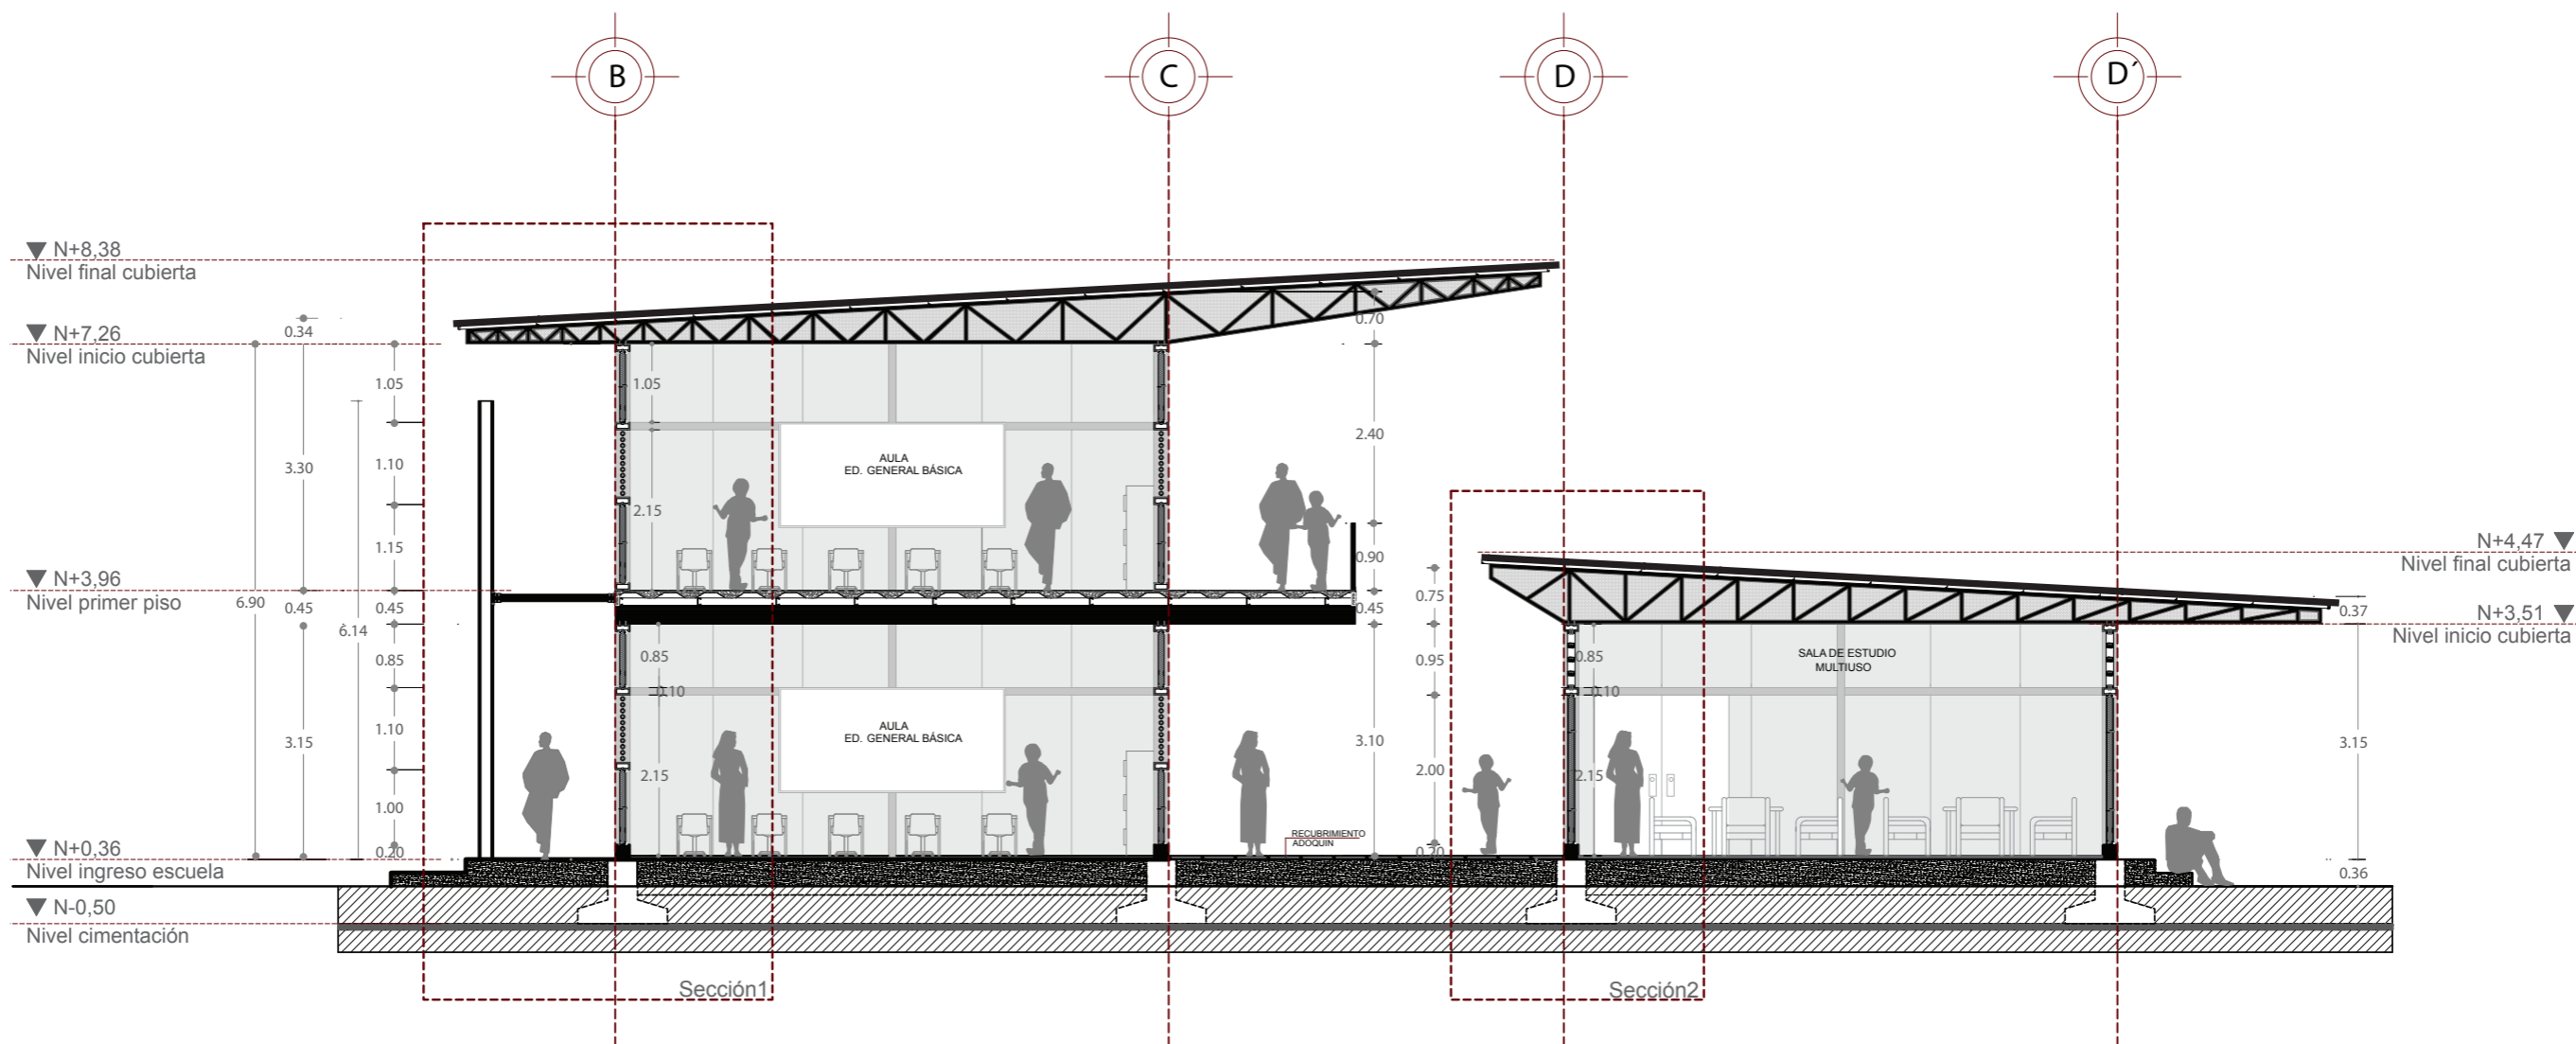 B
C
D
D´
N+8,38
Nivel final cubierta
0.34
N+7,26
Nivel inicio cubierta
0.70
1.05
1.05
2.40
AULA
ED. GENERAL BÁSICA
1.10
3.30
2.15
N+4,47
Nivel final cubierta
1.15
0.90
N+3,96
Nivel primer piso
6.90
0.45
0.45
0.45
0.75
0.37
N+3,51
Nivel inicio cubierta
6.14
0.85
0.85
0.95
0.85
SALA DE ESTUDIO
MULTIUSO
0.10
0.10
AULA
ED. GENERAL BÁSICA
1.10
3.15
3.10
3.15
2.15
2.00
2.15
1.00
RECUBRIMIENTO
ADOQUIN
0.20
0.20
N+0,36
Nivel ingreso escuela
0.36
N-0,50
Nivel cimentación
Sección1
Sección2